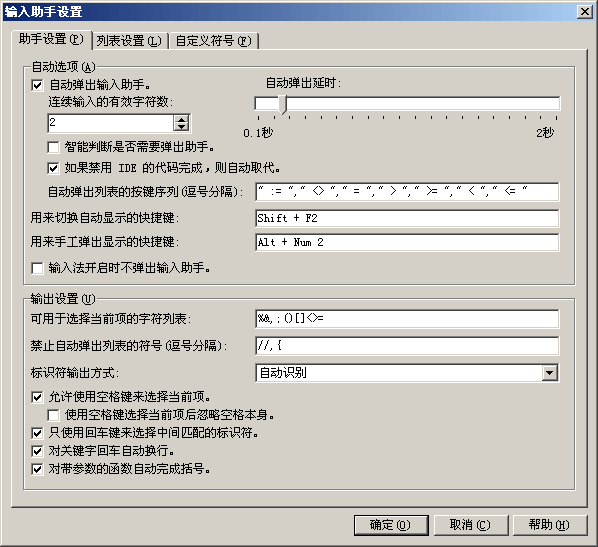 输入助手设置
助手设置(P) 列表设置(L) 自定义符号(F)
自动选项(A)
自动弹出输入助手。 自动弹出延时:
连续输入的有效字符数:
2
0.1秒 2秒
智能判断是否需要弹出助手。
如果禁用 IDE 的代码完成,则自动取代。
自动弹出列表的按键序列(逗号分隔): " := "," <> "," = "," > "," >= "," < "," <= "
用来切换自动显示的快捷键: Shift + F2
用来手工弹出显示的快捷键: Alt + Num 2
输入法开启时不弹出输入助手。
输出设置(U)
可用于选择当前项的字符列表: %&,;()[]<>=
禁止自动弹出列表的符号(逗号分隔): //,{
标识符输出方式: 自动识别
允许使用空格键来选择当前项。
使用空格键选择当前项后忽略空格本身。
只使用回车键来选择中间匹配的标识符。
对关键字回车自动换行。
对带参数的函数自动完成括号。
确定(O) 取消(C) 帮助(H)